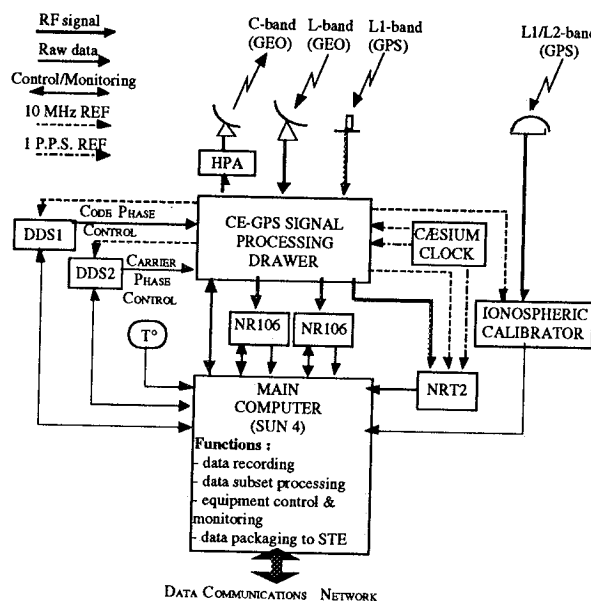 RF signal
Raw data
Control/Monitoring
10 MHz REF
1 P.P.S. REF
C-band
(GEO)
L-band
(GEO)
L1-band
(GPS)
L1/L2-band
(GPS)
HPA
CE-GPS SIGNAL
PROCESSING
DRAWER
CODE PHASE
CONTROL
DDS1
DDS2
CARRIER
PHASE
CONTROL
CÆSIUM
CLOCK
IONOSPHERIC
CALIBRATOR
NR106
NR106
T°
NRT2
MAIN
COMPUTER
(SUN 4)
Functions :
- data recording
- data subset processing
- equipment control &
monitoring
- data packaging to STE
DATA COMMUNICATIONS NETWORK